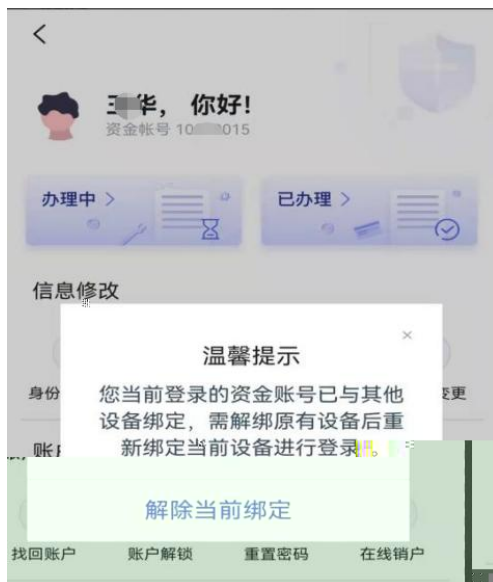 华， 你好!
资金帐号 10 015
办理中 >
已办理 >
信息修改
温馨提示
×
身份
变更
您当前登录的资金账号已与其他
设备绑定，需解绑原有设备后重
新绑定当前设备进行登录。
账户
解除当前绑定
找回账户
账户解锁
重置密码
在线销户